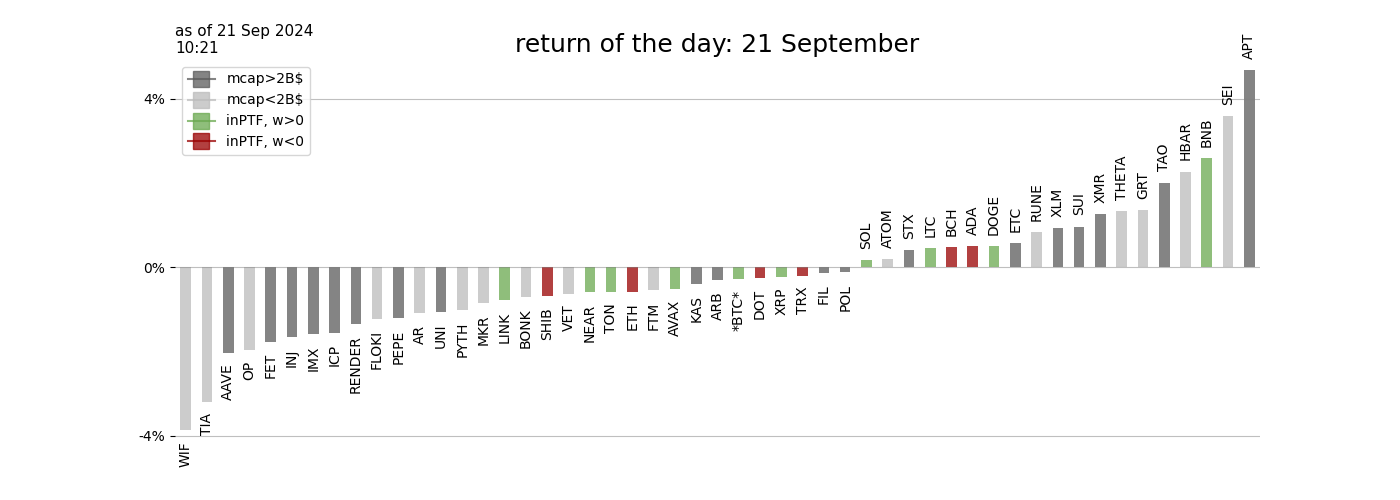 as of 21 Sep 2024
10:21
return of the day: 21 September
mcap>2B$
mcap<2B$
inPTF, w>0
inPTF, w<0
4%
0%
-4%
WIF
TIA
AAVE
OP
FET
INJ
IMX
ICP
RENDER
FLOKI
PEPE
AR
UNI
PYTH
MKR
LINK
BONK
SHIB
VET
NEAR
TON
ETH
FTM
AVAX
KAS
ARB
*BTC*
DOT
XRP
TRX
FIL
POL
SOL
ATOM
STX
LTC
BCH
ADA
DOGE
ETC
RUNE
XLM
SUI
XMR
THETA
GRT
TAO
HBAR
BNB
SEI
APT